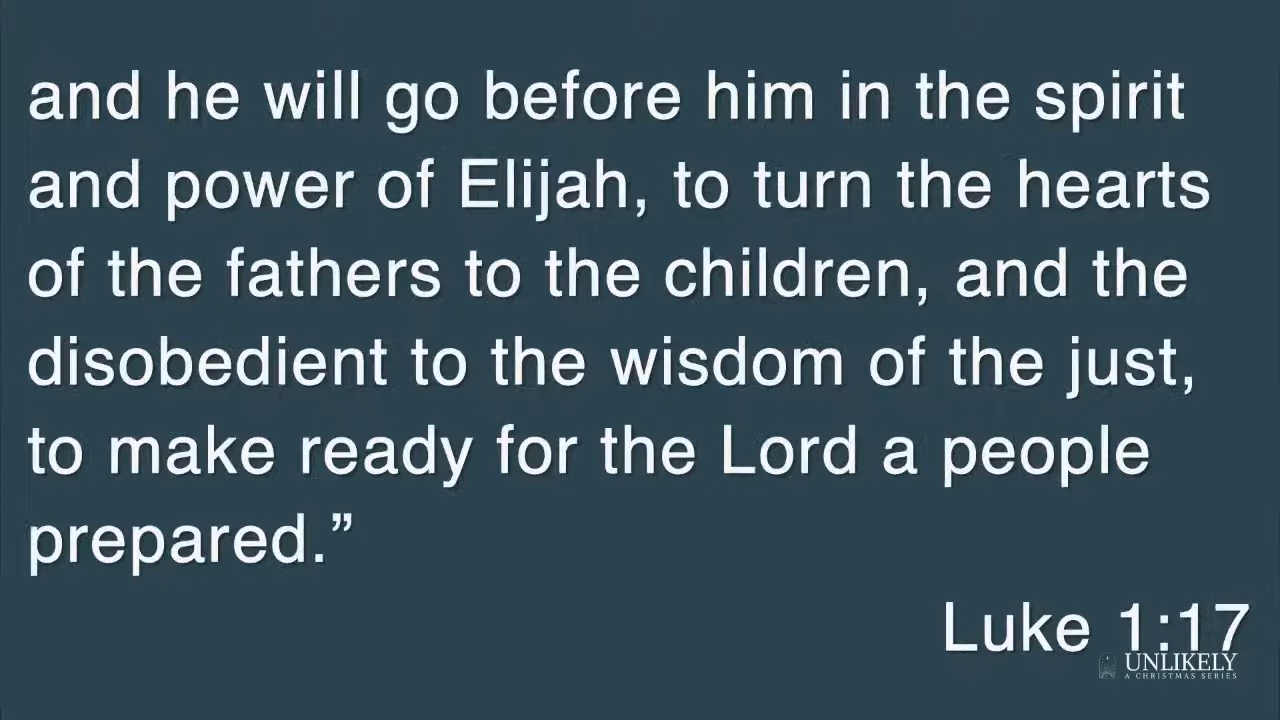 and he will go before him in the spirit
and power of Elijah, to turn the hearts
of the fathers to the children, and the
disobedient to the wisdom of the just,
to make ready for the Lord a people
prepared.”
Luke 1:17
UNLIKELY
A CHRISTMAS SERIES